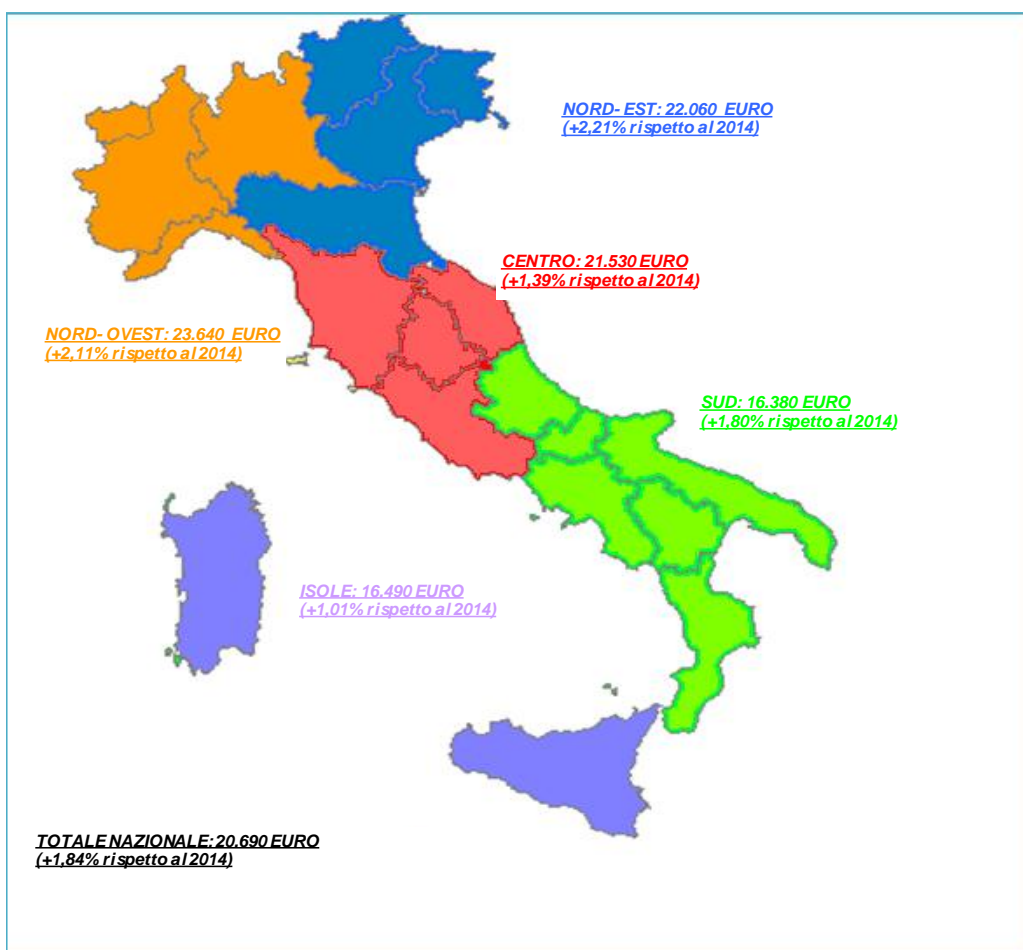 NORD- EST: 22.060 EURO
(+2,21% rispetto al 2014)
CENTRO: 21.530 EURO
(+1,39% rispetto al 2014)
NORD- OVEST: 23.640 EURO
(+2,11% rispetto al 2014)
SUD: 16.380 EURO
(+1,80% rispetto al 2014)
ISOLE: 16.490 EURO
(+1,01% rispetto al 2014)
TOTALE NAZIONALE: 20.690 EURO
(+1,84% rispetto al 2014)